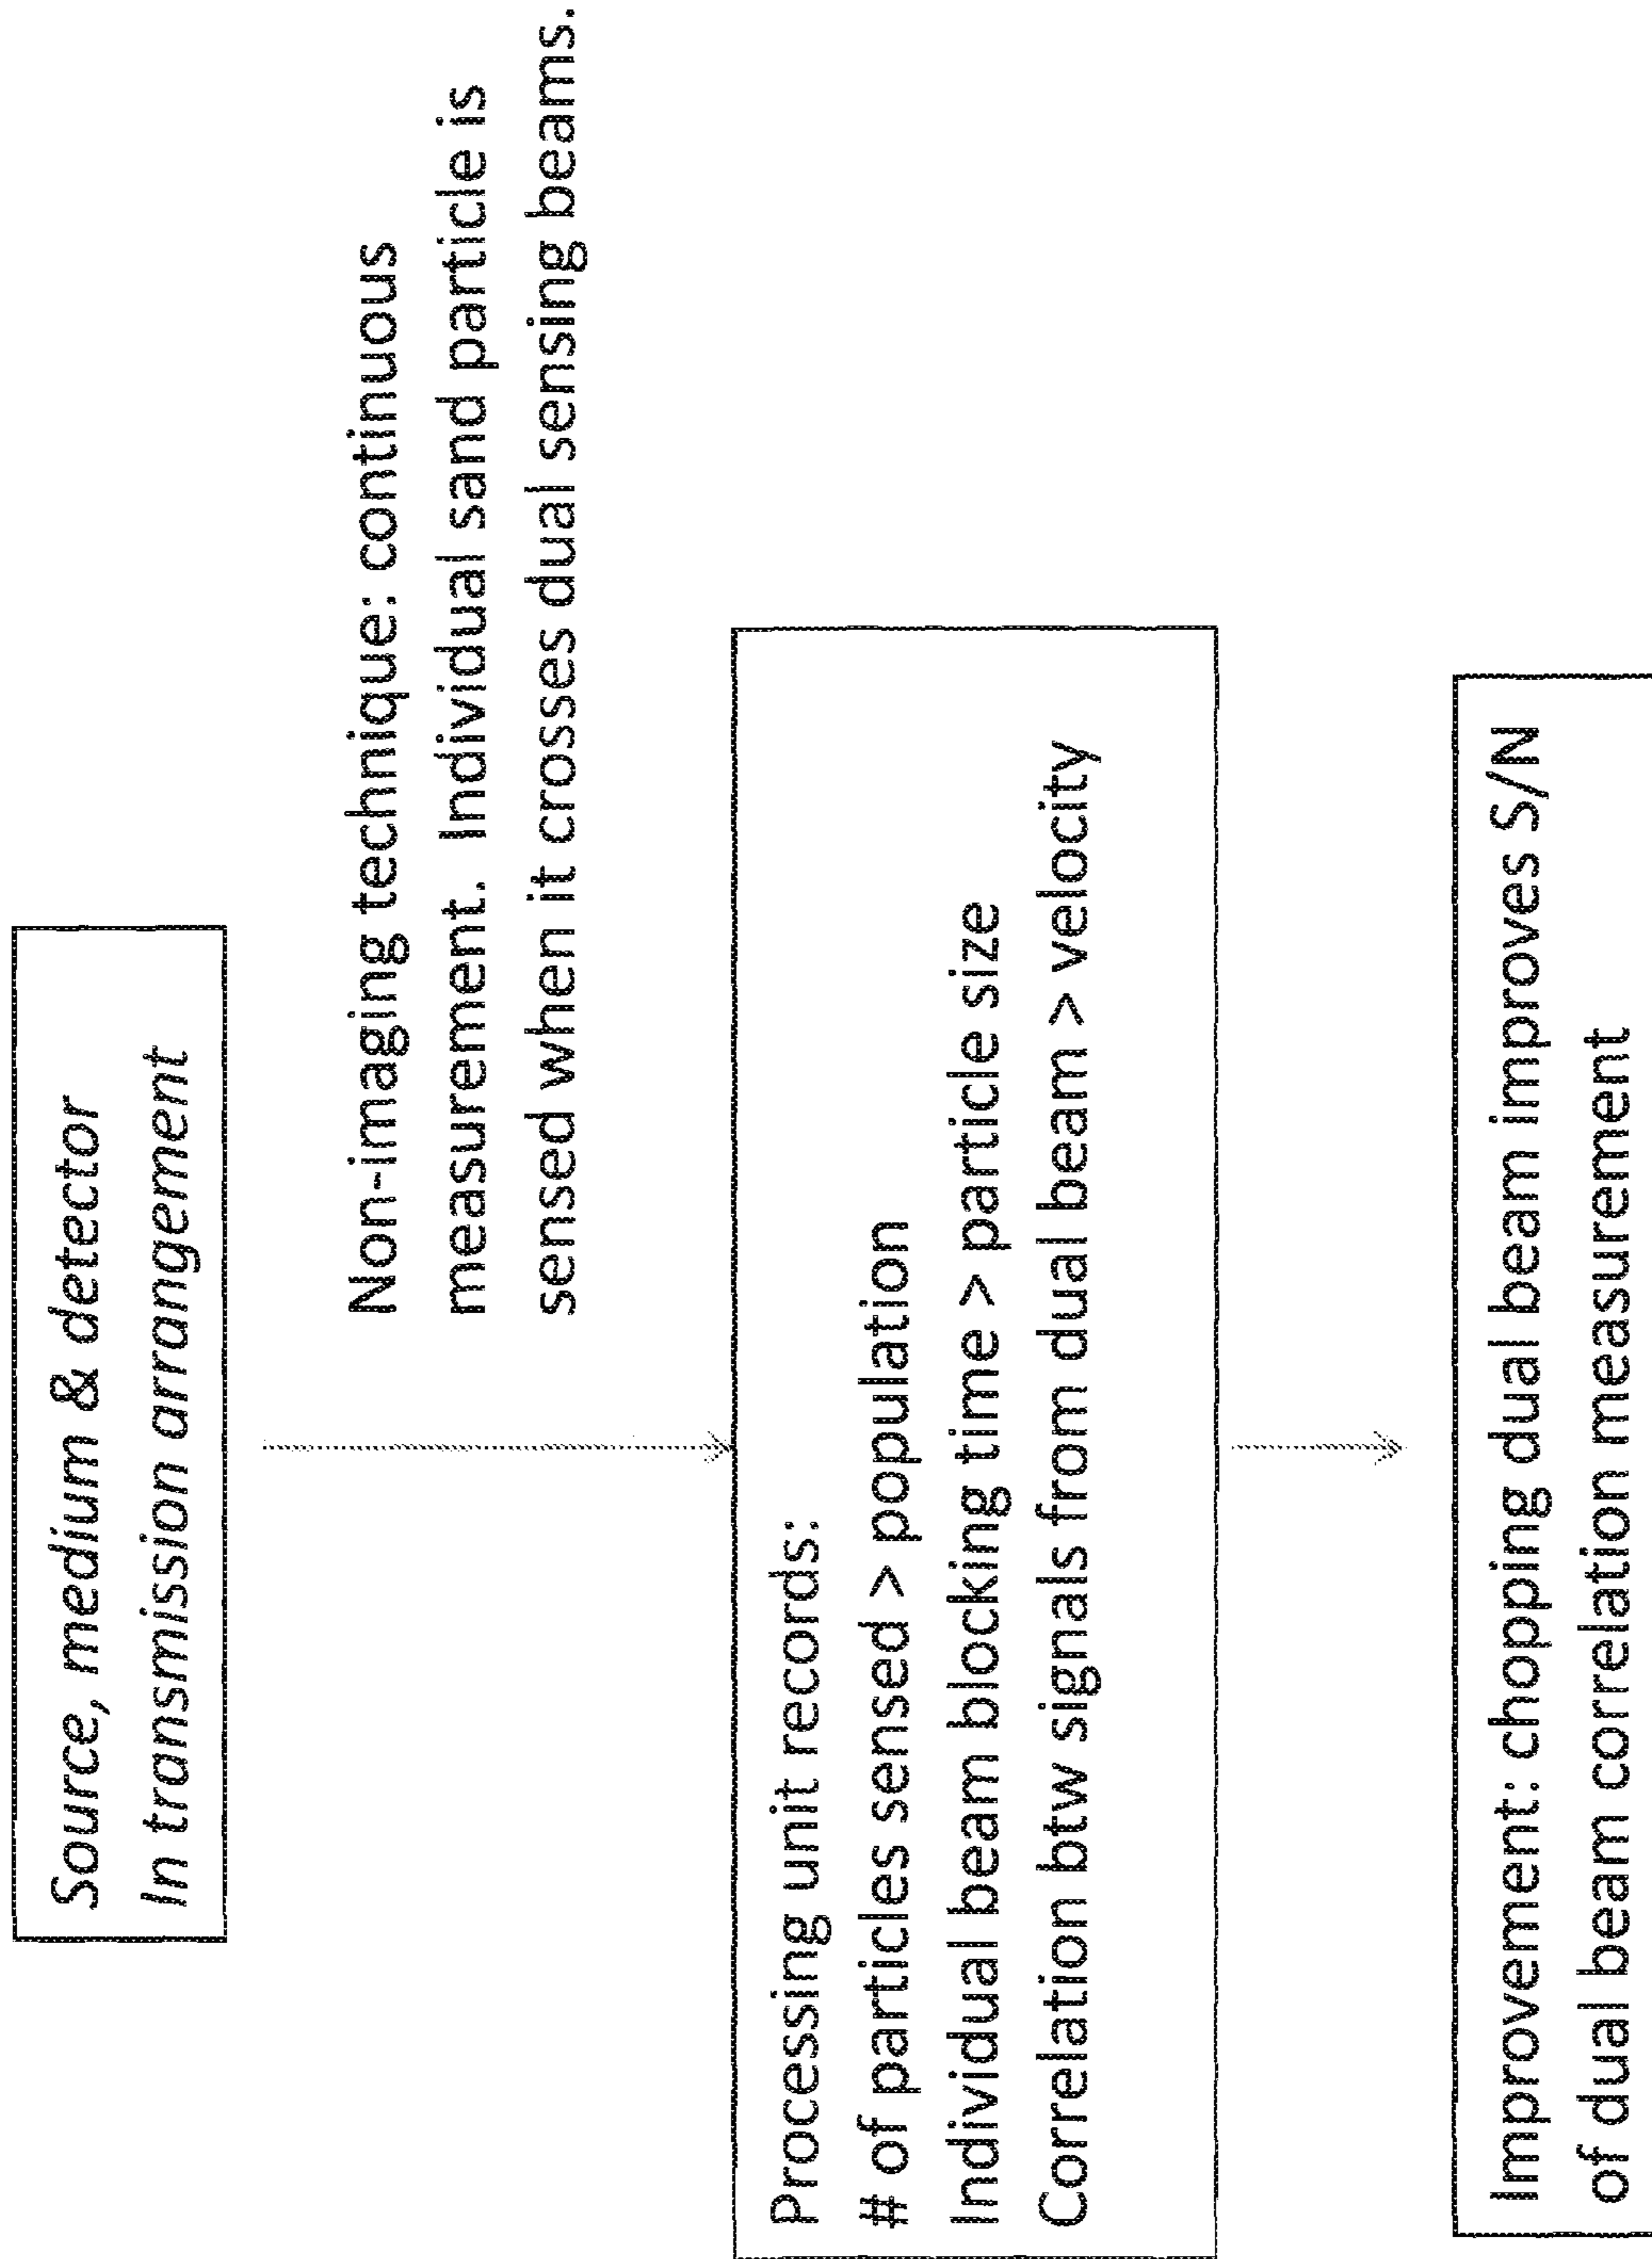 Source, medium & detector
In transmission arrangement
Non-imaging technique: continuous
measurement. Individual sand particle is
sensed when it crosses dual sensing beams.
Processing unit records:
# of particles sensed > population
Individual beam blocking time > particle size
Correlation btw signals from dual beam > velocity
Improvement: chopping dual beam improves S/N
of dual beam correlation measurement